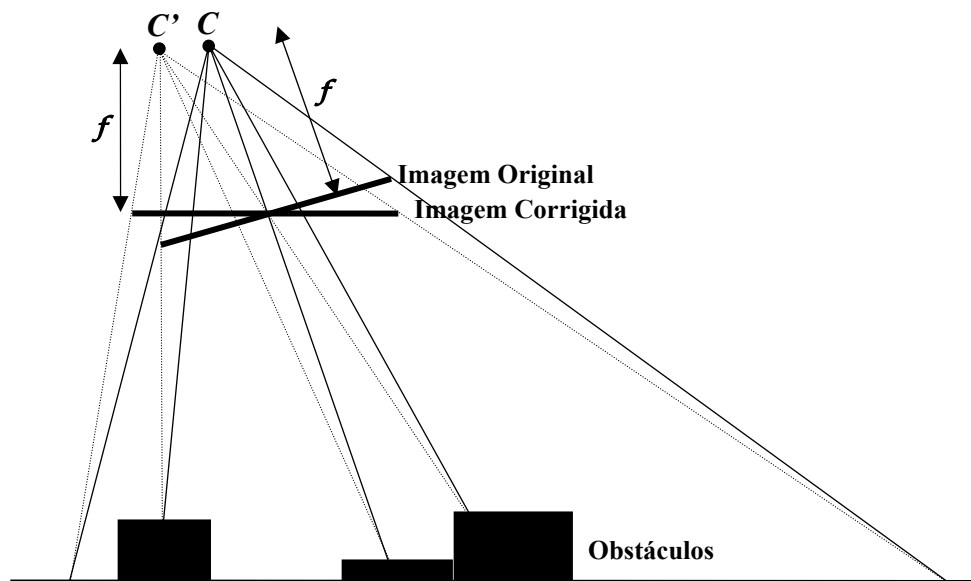 C’ C
f
f
Imagem Original
Imagem Corrigida
Obstáculos